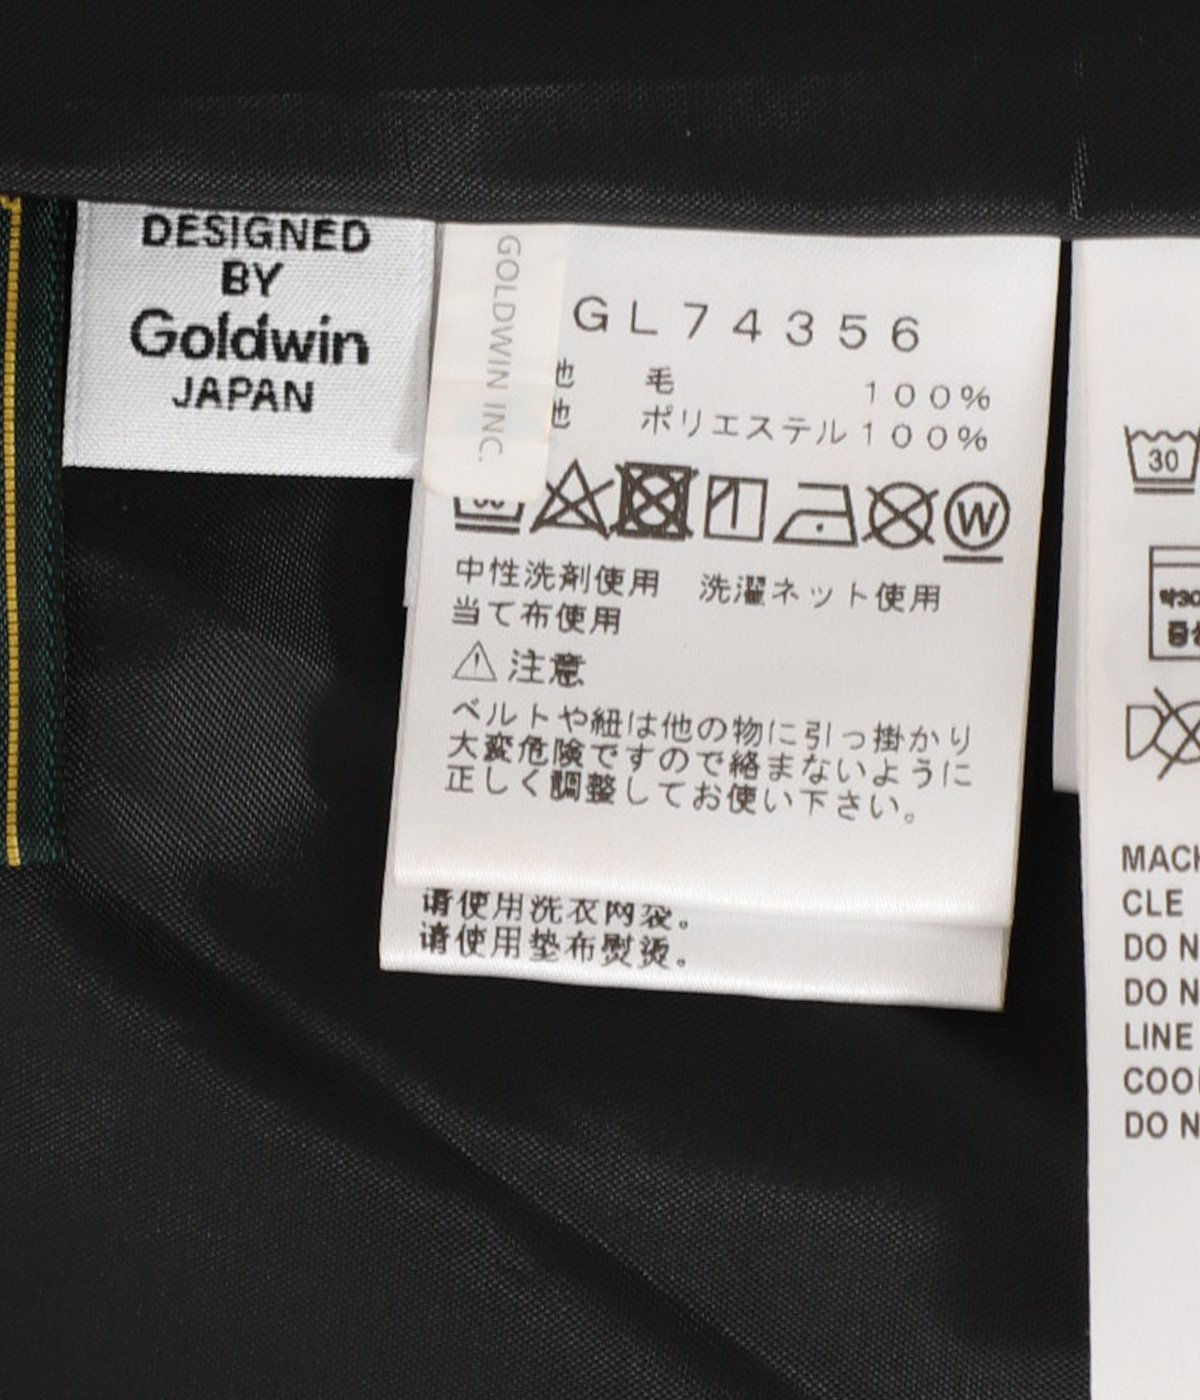 DESIGNED
BY
Goldwin
JAPAN
GOLDWIN INC.
GL74356
毛 100%
ポリエステル100%
W
中性洗剤使用 洗濯ネット使用
当て布使用
注意
ベルトや紐は他の物に引っ掛かり
大変危険ですので絡まないように
正しく調整してお使い下さい。
请使用洗衣网袋。
请使用垫布熨烫。
30
DO N
DO N
LINE
DO N